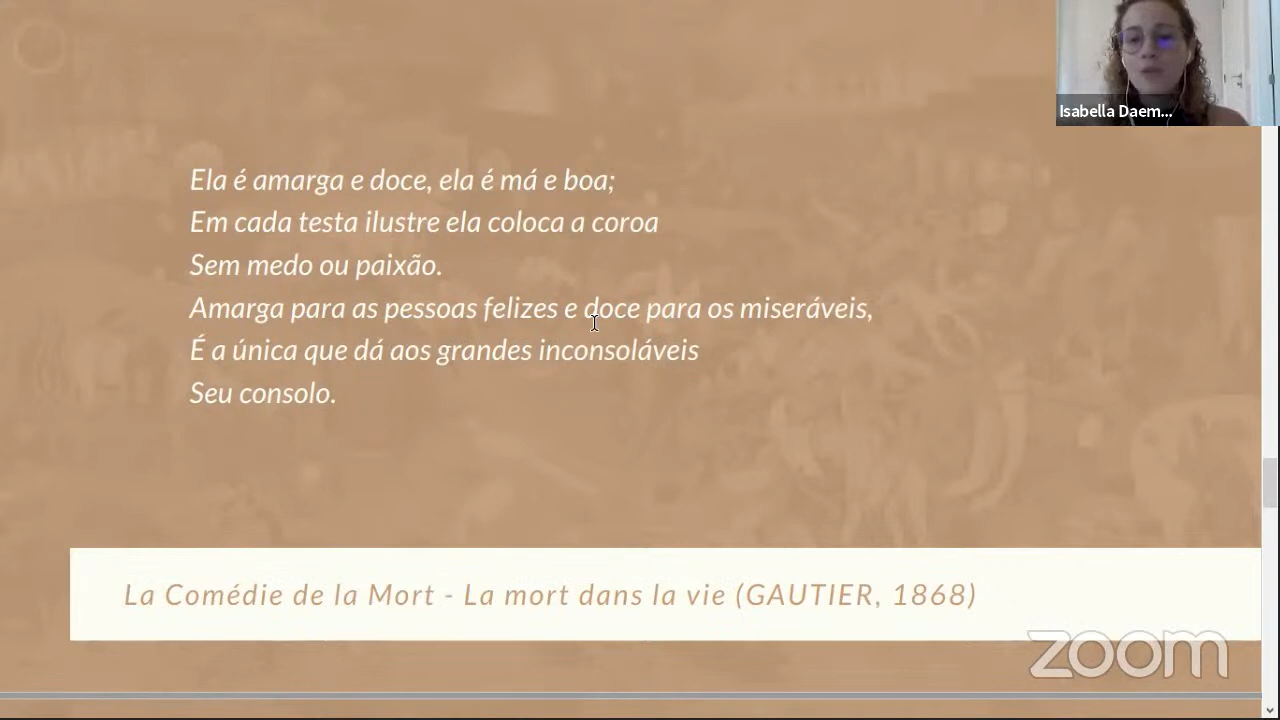 Isabella Daem...
Ela é amarga e doce, ela é má e boa;
Em cada testa ilustre ela coloca a coroa
Sem medo ou paixão.
Amarga para as pessoas felizes e doce para os miseráveis,
É a única que dá aos grandes inconsoláveis
Seu consolo.
La Comédie de la Mort - La mort dans la vie (GAUTIER, 1868)
zoom